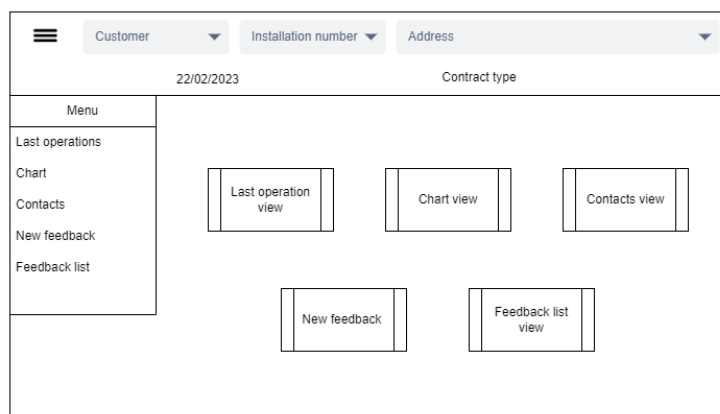 Customer
Installation number
Address
22/02/2023
Contract type
Menu
Last operations
Chart
Contacts
New feedback
Feedback list
Last operation
view
Chart view
Contacts view
New feedback
Feedback list
view